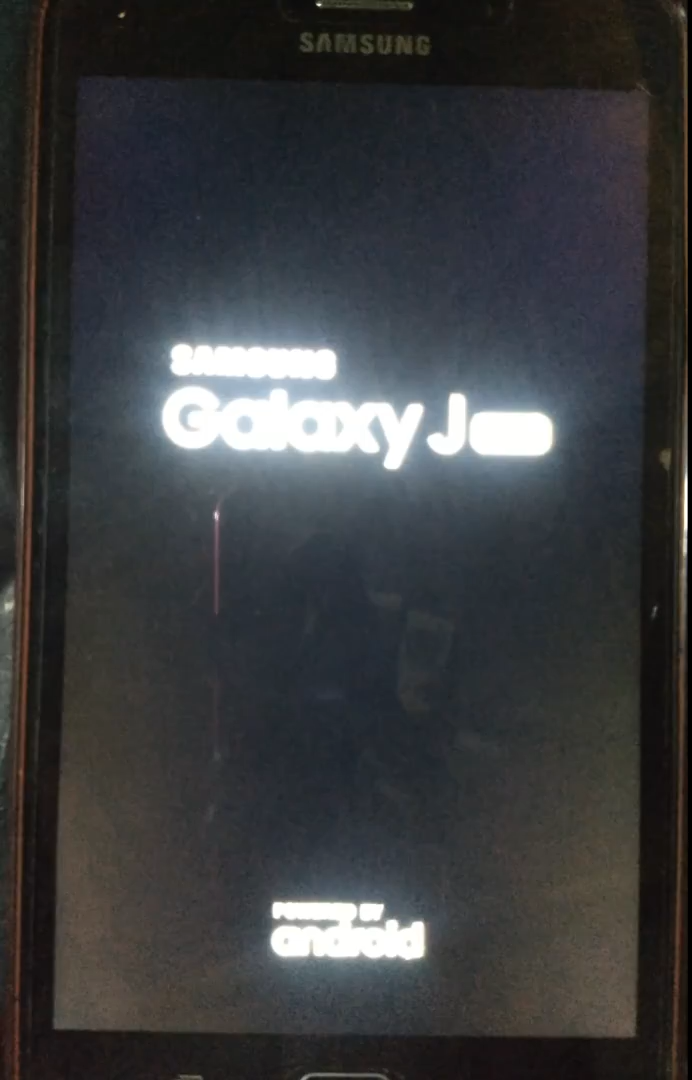 SAMSUNG
SAMSUNG
Galaxy J
POWERED BY
android